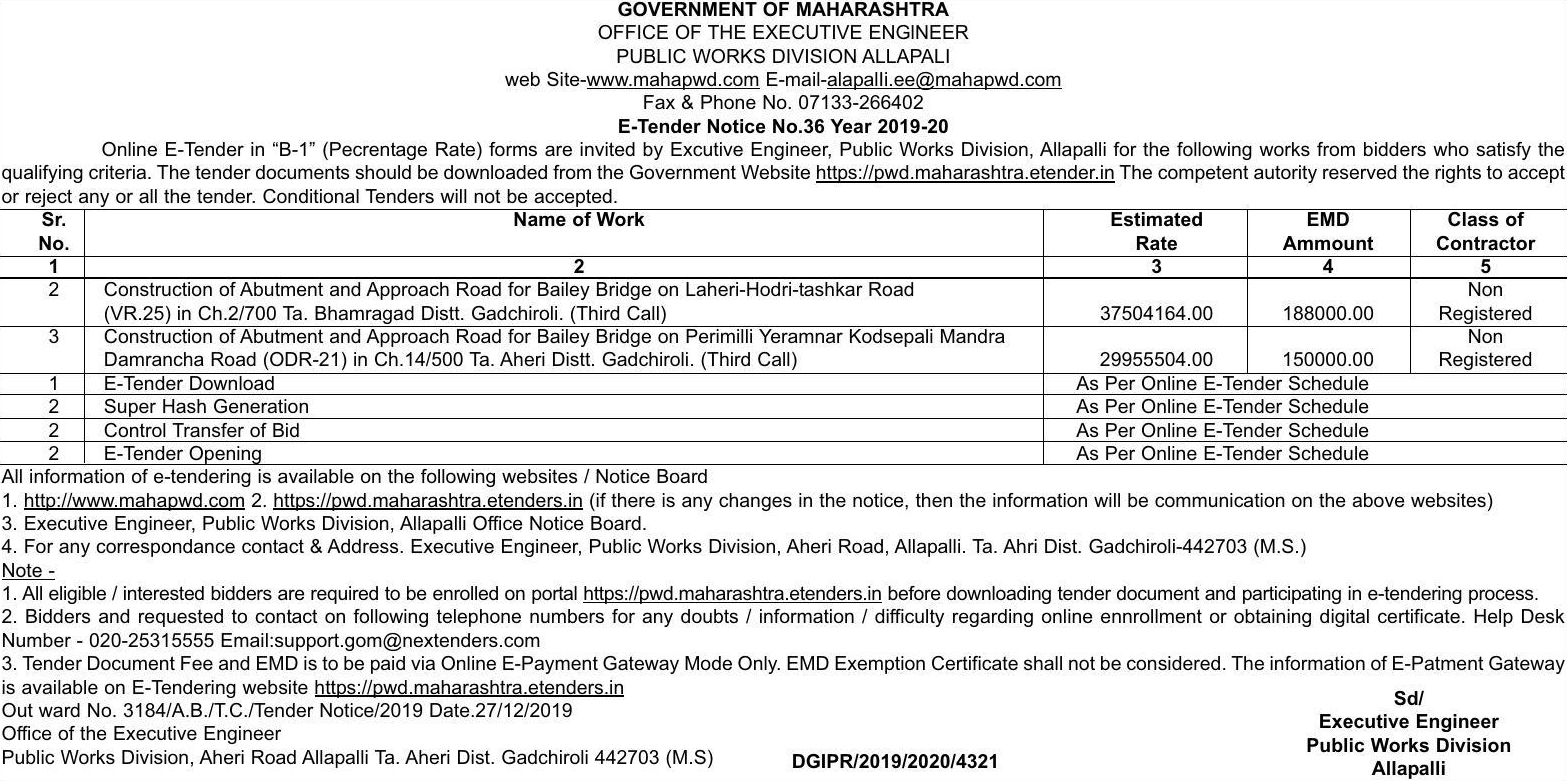 GOVERNMENT OF MAHARASHTRA
OFFICE OF THE EXECUTIVE ENGINEER
PUBLIC WORKS DIVISION ALLAPALI
web Site-www.mahapwd.com E-mail-alapalli.ee@mahapwd.com
Fax & Phone No. 07133-266402
E-Tender Notice No.36 Year 2019-20
Online E-Tender in “B-1” (Pecrentage Rate) forms are invited by Excutive Engineer, Public Works Division, Allapalli for the following works from bidders who satisfy the
qualifying criteria. The tender documents should be downloaded from the Government Website https://pwd.maharashtra.etender.in The competent autority reserved the rights to accept
or reject any or all the tender. Conditional Tenders will not be accepted.
Sr. No. Name of Work Estimated Rate EMD Ammount Class of Contractor
1 2 3 4 5
2 Construction of Abutment and Approach Road for Bailey Bridge on Laheri-Hodri-tashkar Road Non
(VR.25) in Ch.2/700 Ta. Bhamragad Distt. Gadchiroli. (Third Call) 37504164.00 188000.00 Registered
3 Construction of Abutment and Approach Road for Bailey Bridge on Perimilli Yeramnar Kodsepali Mandra Non
Damrancha Road (ODR-21) in Ch.14/500 Ta. Aheri Distt. Gadchiroli. (Third Call) 29955504.00 150000.00 Registered
1 E-Tender Download As Per Online E-Tender Schedule
2 Super Hash Generation As Per Online E-Tender Schedule
2 Control Transfer of Bid As Per Online E-Tender Schedule
2 E-Tender Opening As Per Online E-Tender Schedule
All information of e-tendering is available on the following websites / Notice Board
1. http://www.mahapwd.com 2. https://pwd.maharashtra.etenders.in (if there is any changes in the notice, then the information will be communication on the above websites)
3. Executive Engineer, Public Works Division, Allapalli Office Notice Board.
4. For any correspondance contact & Address. Executive Engineer, Public Works Division, Aheri Road, Allapalli. Ta. Ahri Dist. Gadchiroli-442703 (M.S.)
Note -
1. All eligible / interested bidders are required to be enrolled on portal https://pwd.maharashtra.etenders.in before downloading tender document and participating in e-tendering process.
2. Bidders and requested to contact on following telephone numbers for any doubts / information / difficulty regarding online ennrollment or obtaining digital certificate. Help Desk
Number - 020-25315555 Email:support.gom@nextenders.com
3. Tender Document Fee and EMD is to be paid via Online E-Payment Gateway Mode Only. EMD Exemption Certificate shall not be considered. The information of E-Patment Gateway
is available on E-Tendering website https://pwd.maharashtra.etenders.in
Out ward No. 3184/A.B./T.C./Tender Notice/2019 Date.27/12/2019
Office of the Executive Engineer
Public Works Division, Aheri Road Allapalli Ta. Aheri Dist. Gadchiroli 442703 (M.S)
DGIPR/2019/2020/4321
Sd/
Executive Engineer
Public Works Division
Allapalli